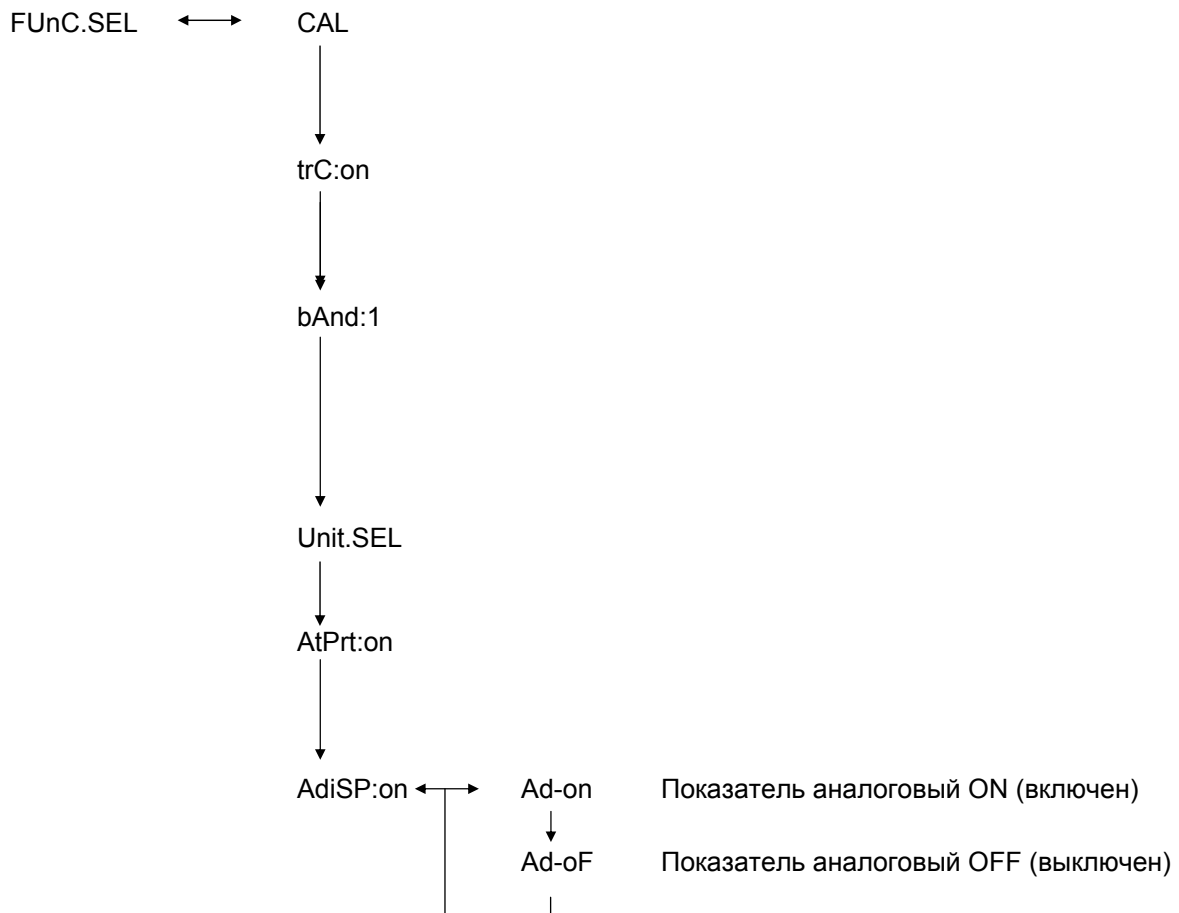 FUnC.SEL CAL
trC:on
bAnd:1
Unit.SEL
AtPrt:on
AdiSP:on Ad-on Показатель аналоговый ON (включен)
Ad-oF Показатель аналоговый OFF (выключен)